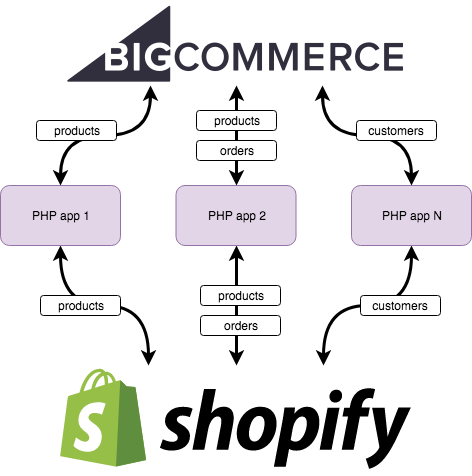 BIGCOMMERCE
products
products
customers
orders
PHP app 1
PHP app 2
PHP app N
products
products
customers
orders
S
shopify